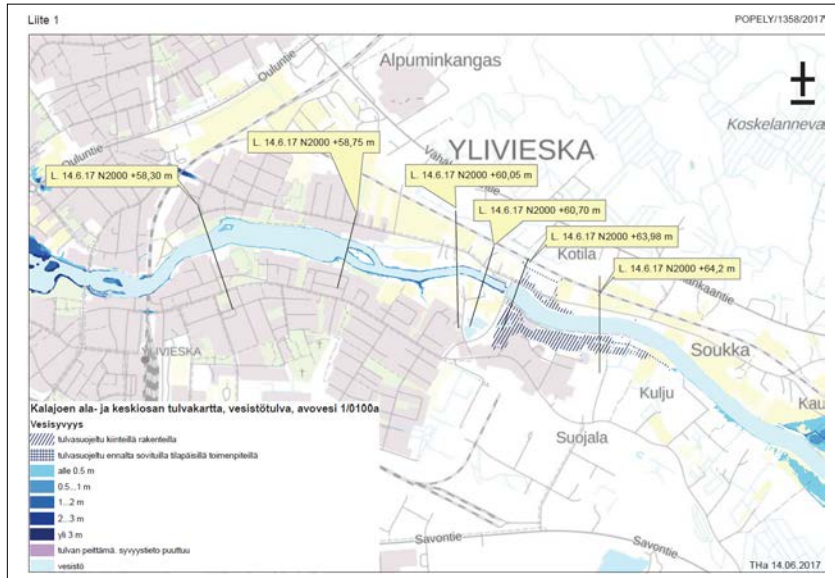 Liite 1
POPELY/1358/2017
Ouluntie
Alpuminkangas
Koskelanneva
YLIVIESKA
L. 14.6.17 N2000 +58,75 m
L. 14.6.17 N2000 +58,30 m
L. 14.6.17 N2000 +60,05 m
L. 14.6.17 N2000 +60,70 m
L. 14.6.17 N2000 +63,98 m
Ouluntie
Kotila
L. 14.6.17 N2000 +64,2 m
YLIVIESKA
Soukka
Kulju
Kau
Suojala
Savontie
Savontie
Kalajoen ala- ja keskiosan tulvakartta, vesistötulva, avovesi 1/0100a
Vesisyvyys
tulvasuojeltu kiinteillä rakenteilla
tulvasuojeltu ennalta sovituilla tilapäisillä toimenpiteillä
alle 0.5 m
0.5...1 m
1...2 m
2...3 m
yli 3 m
tulvan peittämä. syvyystieto puuttuu
vesistö
THa 14.06.2017